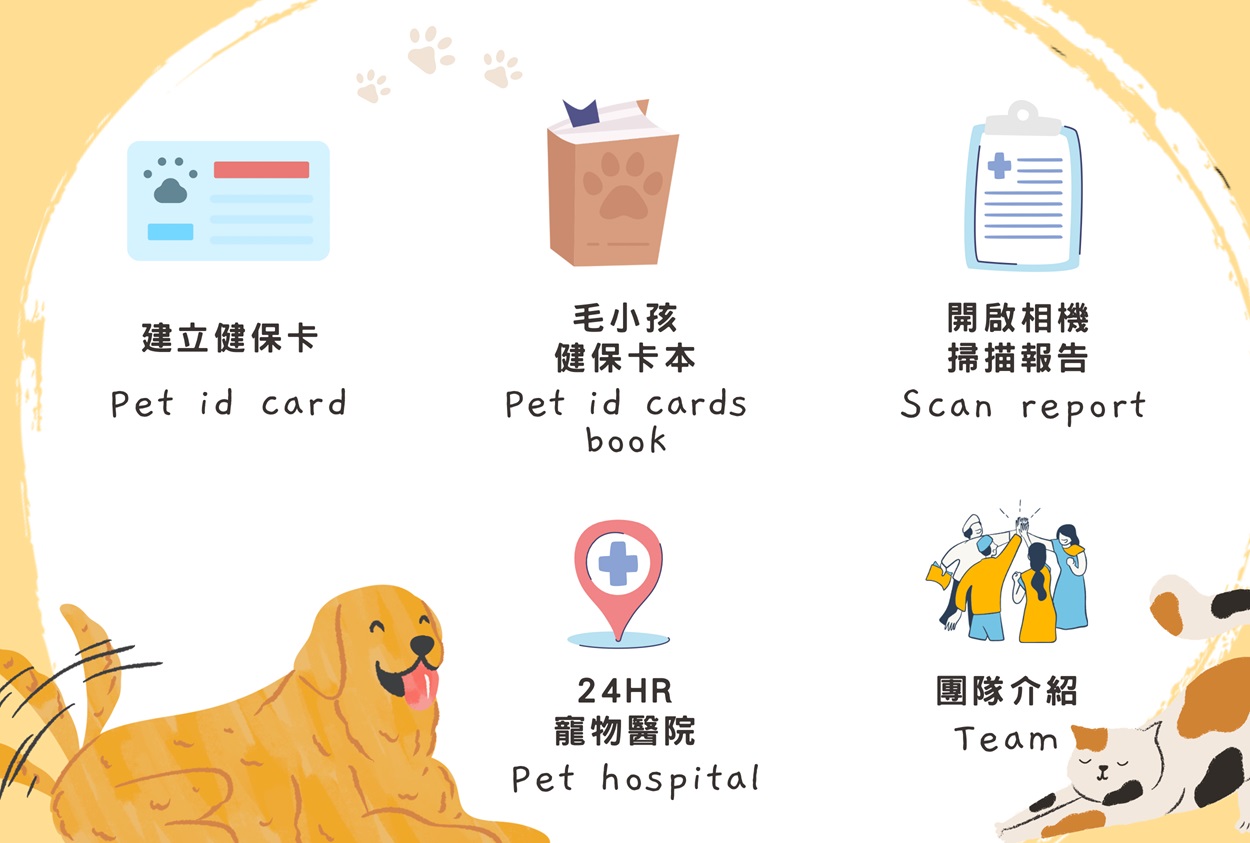 建立健保卡
Pet id card
毛小孩
健保卡本
Pet id cards
book
開啟相機
掃描報告
Scan report
24HR
寵物醫院
Pet hospital
團隊介紹
Team